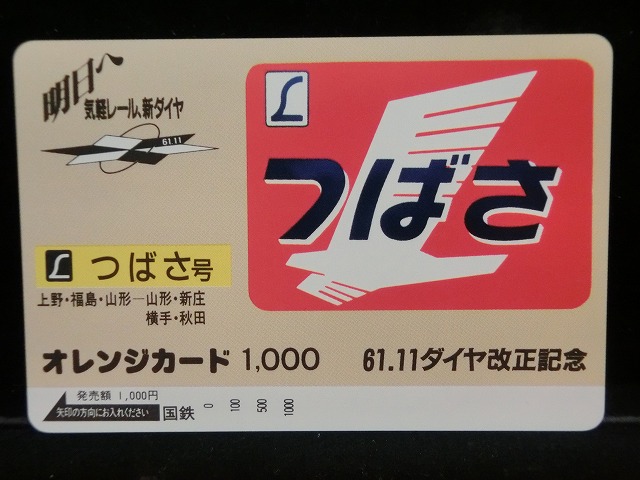 明日へ
気軽レール、新ダイヤ
61.11
L
つばさ
L つばさ号
上野・福島・山形―山形・新庄
横手・秋田
オレンジカード 1,000
61.11ダイヤ改正記念
発売額 1,000円
矢印の方向にお入れください
国鉄
0 100 500 1000